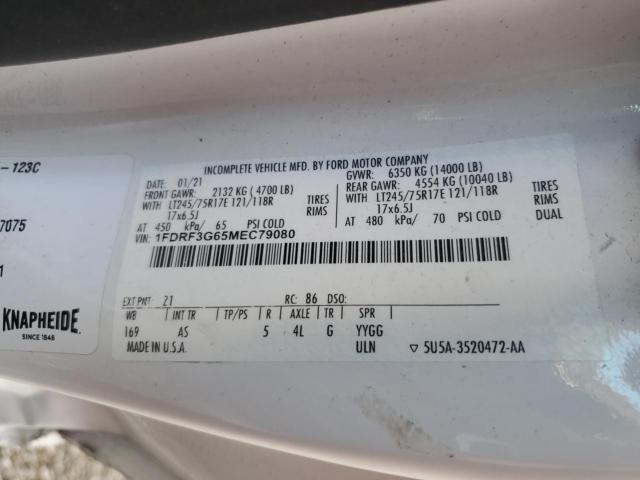 -123C
7075
1
KNAPHEIDE
SINCE 1848
INCOMPLETE VEHICLE MFD. BY FORD MOTOR COMPANY
DATE: 01/21 GVWR: 6350 KG (14000 LB)
FRONT GAWR: 2132 KG (4700 LB) REAR GAWR: 4554 KG (10040 LB)
WITH LT245/75R17E 121/118R TIRES WITH LT245/75R17E 121/118R TIRES
17x6.5J RIMS 17x6.5J RIMS
AT 450 kPa/ 65 PSI COLD AT 480 kPa/ 70 PSI COLD DUAL
VIN: 1FDRF3G65MEC79080
EXT PNT: Z1 RC: 86 DSO:
WB INT TR TP/PS R AXLE TR SPR
169 AS 5 4L G YYGG
MADE IN U.S.A. ULN ▽ 5U5A-3520472-AA